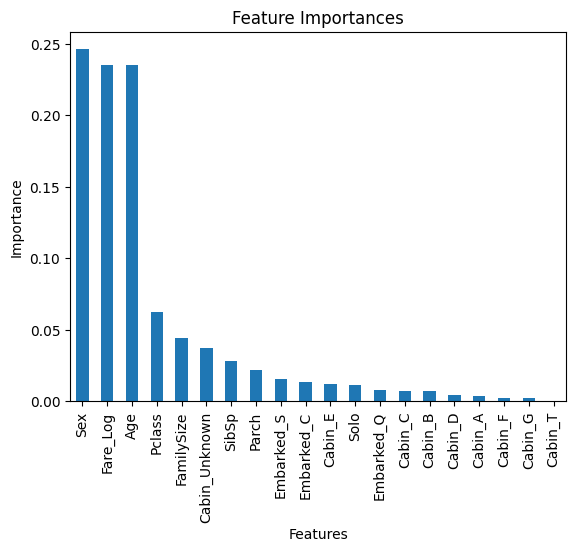 Feature Importances
0.25
0.20
0.15
0.10
0.05
0.00
Importance
Sex
Fare_Log
Age
Pclass
FamilySize
Cabin_Unknown
SibSp
Parch
Embarked_S
Embarked_C
Cabin_E
Solo
Embarked_Q
Cabin_C
Cabin_B
Cabin_D
Cabin_A
Cabin_F
Cabin_G
Cabin_T
Features